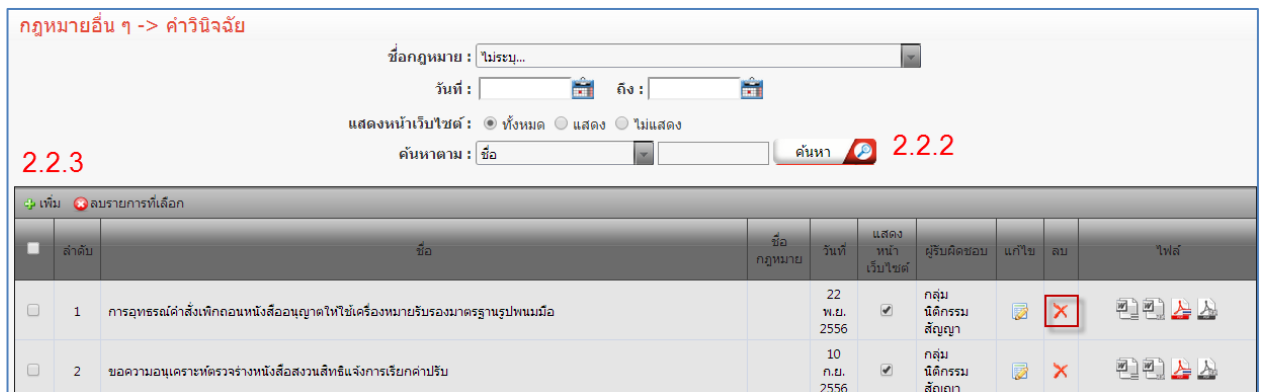 กฎหมายอื่น ๆ -> คำวินิจฉัย
ชื่อกฎหมาย : ไม่ระบุ...
วันที่ : ถึง :
แสดงหน้าเว็บไซต์ : ทั้งหมด แสดง ไม่แสดง
ค้นหาตาม : ชื่อ ค้นหา 2.2.2
2.2.3
เพิ่ม ลบรายการที่เลือก
ลำดับ ชื่อ ชื่อกฎหมาย วันที่ แสดงหน้าเว็บไซต์ ผู้รับผิดชอบ แก้ไข ลบ ไฟล์
1 การอุทธรณ์คำสั่งเพิกถอนหนังสืออนุญาตให้ใช้เครื่องหมายรับรองมาตรฐานรูปพนมมือ 22 พ.ย. 2556 กลุ่มนิติกรรมสัญญา
2 ขอความอนุเคราะห์ตรวจร่างหนังสือสงวนสิทธิแจ้งการเรียกค่าปรับ 10 ก.ย. 2556 กลุ่มนิติกรรมสัญญา